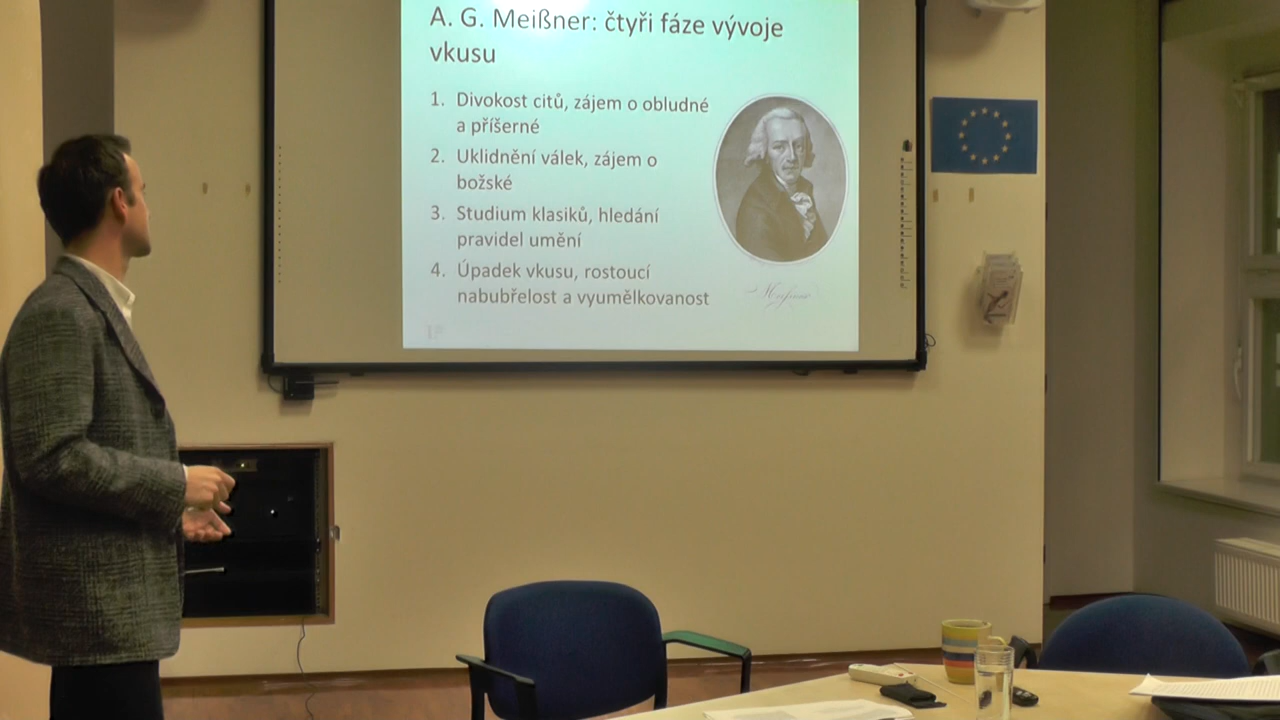 A. G. Meißner: čtyři fáze vývoje
vkusu
1. Divokost citů, zájem o obludné
a příšerné
2. Uklidnění válek, zájem o
božské
3. Studium klasiků, hledání
pravidel umění
4. Úpadek vkusu, rostoucí
nabubřelost a vyumělkovanost